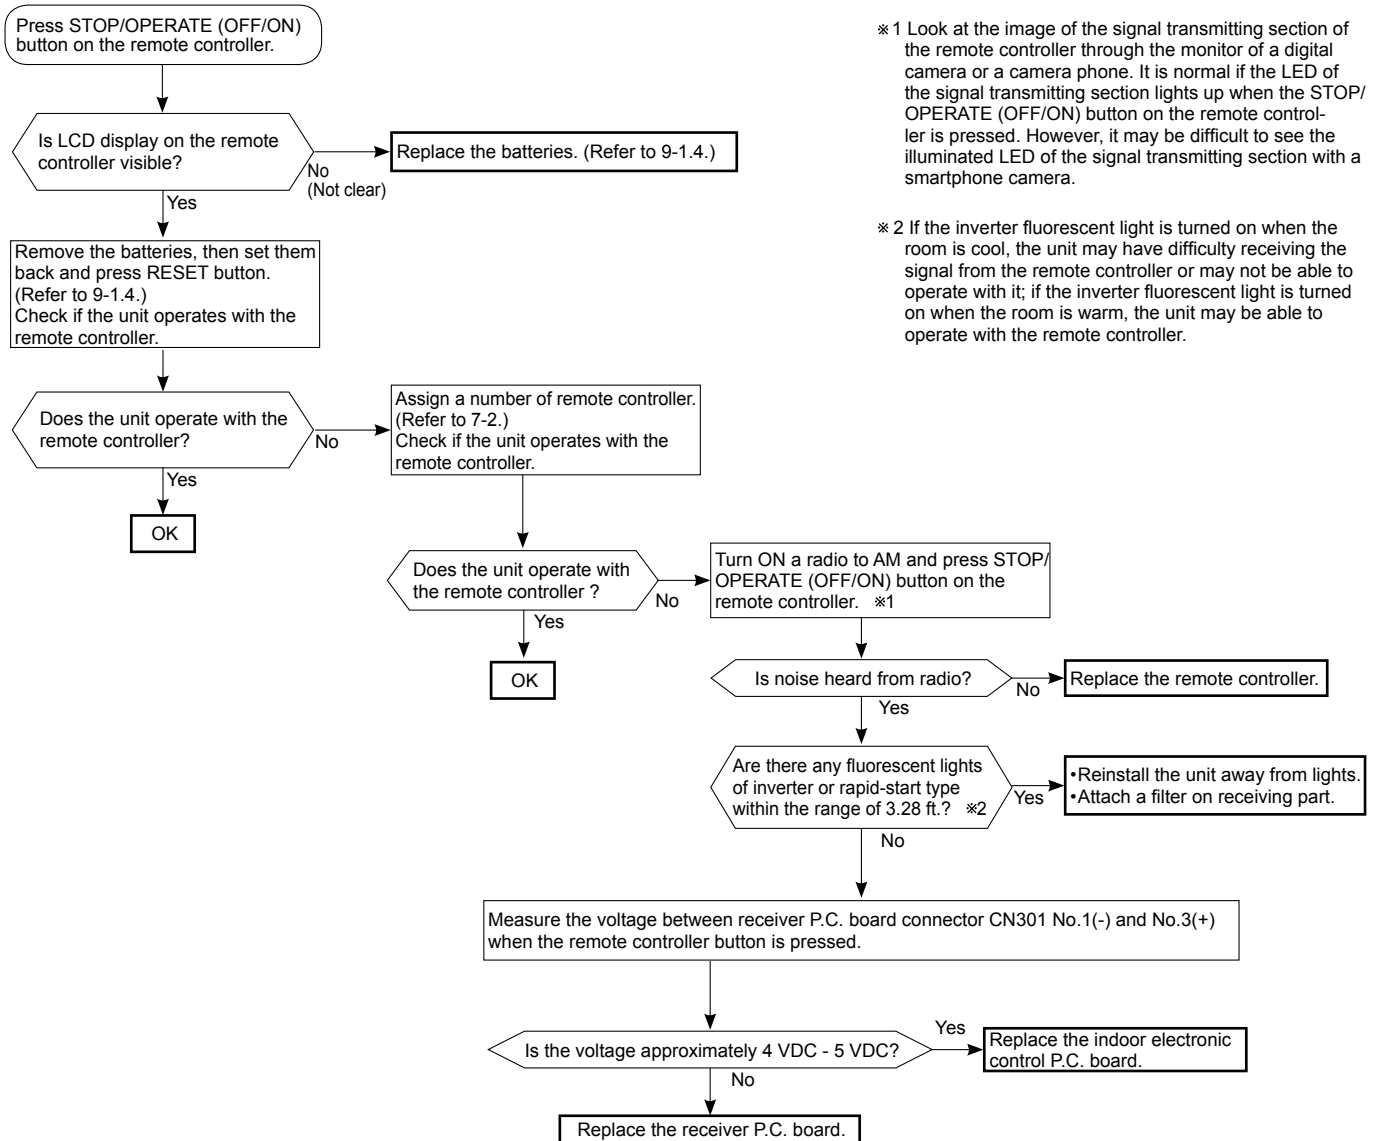 Press STOP/OPERATE (OFF/ON)
button on the remote controller.
Is LCD display on the remote
controller visible?
No
(Not clear)
Replace the batteries. (Refer to 9-1.4.)
Yes
Remove the batteries, then set them
back and press RESET button.
(Refer to 9-1.4.)
Check if the unit operates with the
remote controller.
Does the unit operate with the
remote controller?
No
Yes
OK
Assign a number of remote controller.
(Refer to 7-2.)
Check if the unit operates with the
remote controller.
Does the unit operate with
the remote controller ?
No
Yes
OK
Turn ON a radio to AM and press STOP/
OPERATE (OFF/ON) button on the
remote controller. ※1
Is noise heard from radio?
No
Replace the remote controller.
Yes
Are there any fluorescent lights
of inverter or rapid-start type
within the range of 3.28 ft.? ※2
Yes
•Reinstall the unit away from lights.
•Attach a filter on receiving part.
No
Measure the voltage between receiver P.C. board connector CN301 No.1(-) and No.3(+)
when the remote controller button is pressed.
Is the voltage approximately 4 VDC - 5 VDC?
Yes
Replace the indoor electronic
control P.C. board.
No
Replace the receiver P.C. board.
※1 Look at the image of the signal transmitting section of
the remote controller through the monitor of a digital
camera or a camera phone. It is normal if the LED of
the signal transmitting section lights up when the STOP/
OPERATE (OFF/ON) button on the remote control-
ler is pressed. However, it may be difficult to see the
illuminated LED of the signal transmitting section with a
smartphone camera.
※2 If the inverter fluorescent light is turned on when the
room is cool, the unit may have difficulty receiving the
signal from the remote controller or may not be able to
operate with it; if the inverter fluorescent light is turned
on when the room is warm, the unit may be able to
operate with the remote controller.